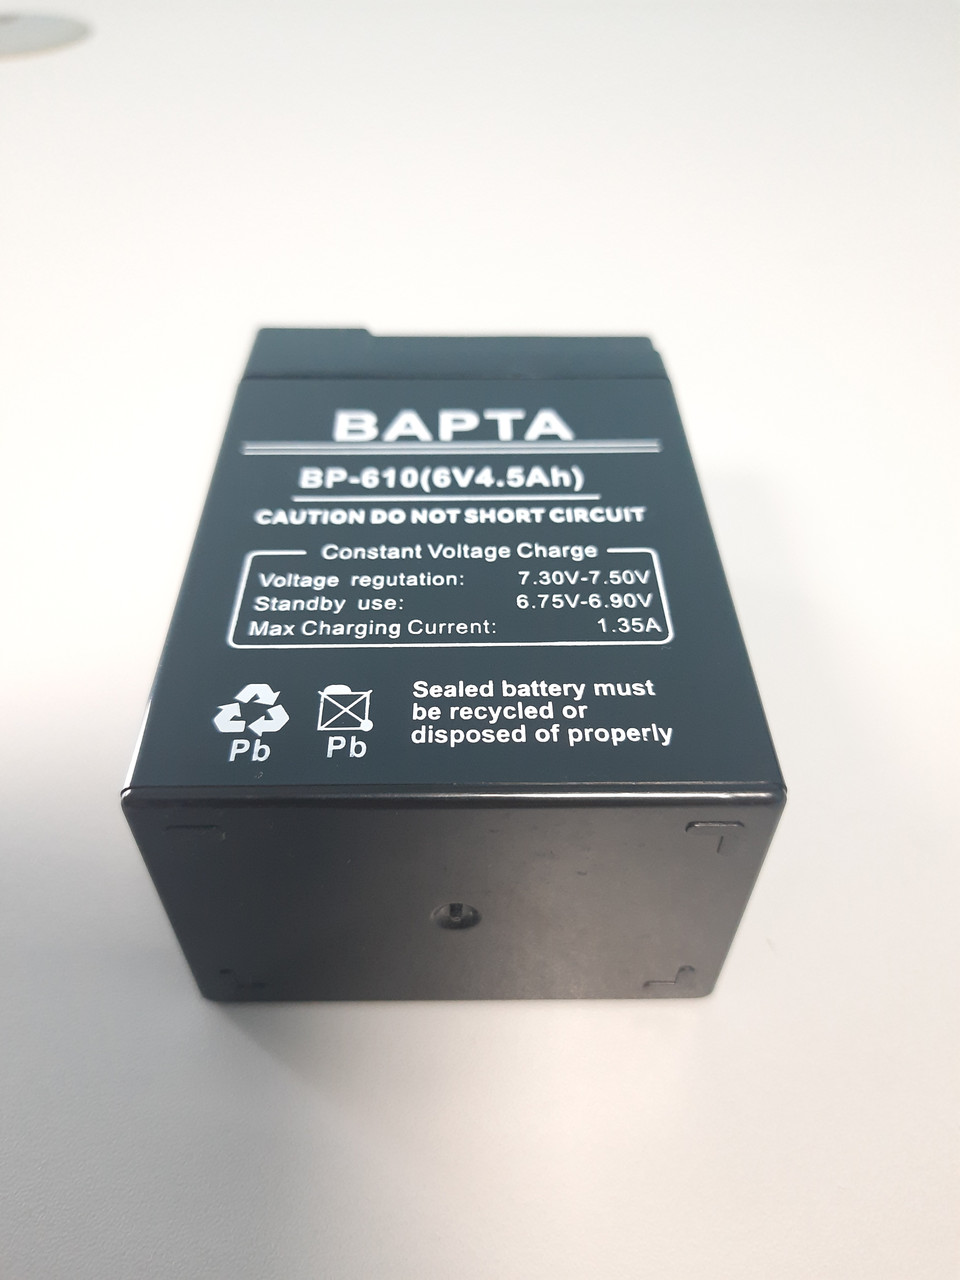 BAPTA
BP-610(6V4.5Ah)
CAUTION DO NOT SHORT CIRCUIT
Constant Voltage Charge
Voltage regutation: 7.30V-7.50V
Standby use: 6.75V-6.90V
Max Charging Current: 1.35A
Sealed battery must
be recycled or
disposed of properly
Pb Pb